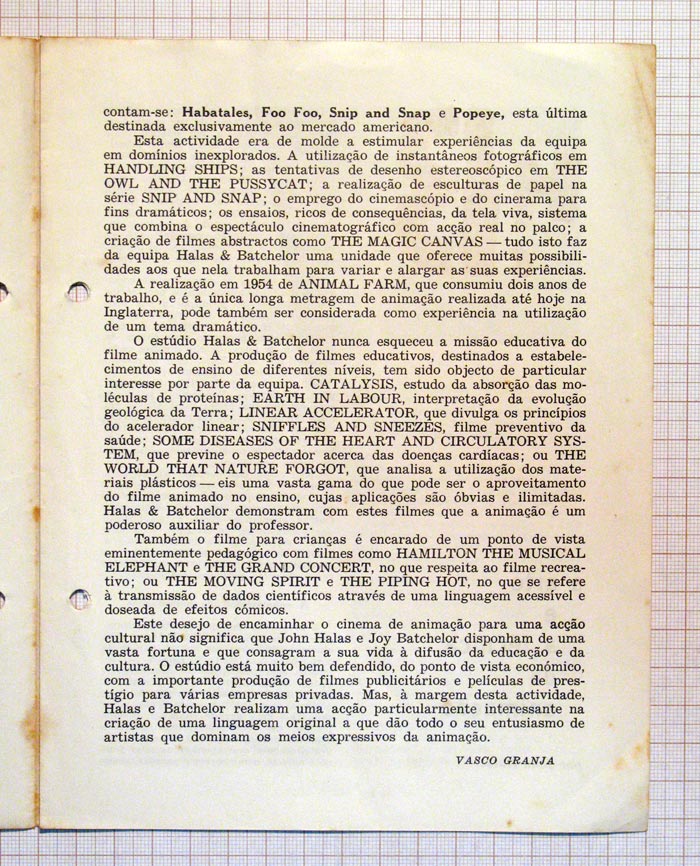 contam-se: Habatales, Foo Foo, Snip and Snap e Popeye, esta última
destinada exclusivamente ao mercado americano.
Esta actividade era de molde a estimular experiências da equipa
em domínios inexplorados. A utilização de instantâneos fotográficos em
HANDLING SHIPS; as tentativas de desenho estereoscópico em THE
OWL AND THE PUSSYCAT; a realização de esculturas de papel na
série SNIP AND SNAP; o emprego do cinemascópio e do cinerama para
fins dramáticos; os ensaios, ricos de consequências, da tela viva, sistema
que combina o espectáculo cinematográfico com acção real no palco; a
criação de filmes abstractos como THE MAGIC CANVAS — tudo isto faz
da equipa Halas & Batchelor uma unidade que oferece muitas possibili-
dades aos que nela trabalham para variar e alargar as suas experiências.
A realização em 1954 de ANIMAL FARM, que consumiu dois anos de
trabalho, e é a única longa metragem de animação realizada até hoje na
Inglaterra, pode também ser considerada como experiência na utilização
de um tema dramático.
O estúdio Halas & Batchelor nunca esqueceu a missão educativa do
filme animado. A produção de filmes educativos, destinados a estabele-
cimentos de ensino de diferentes níveis, tem sido objecto de particular
interesse por parte da equipa. CATALYSIS, estudo da absorção das mo-
léculas de proteínas; EARTH IN LABOUR, interpretação da evolução
geológica da Terra; LINEAR ACCELERATOR, que divulga os princípios
do acelerador linear; SNIFFLES AND SNEEZES, filme preventivo da
saúde; SOME DISEASES OF THE HEART AND CIRCULATORY SYS-
TEM, que previne o espectador acerca das doenças cardíacas; ou THE
WORLD THAT NATURE FORGOT, que analisa a utilização dos mate-
riais plásticos — eis uma vasta gama do que pode ser o aproveitamento
do filme animado no ensino, cujas aplicações são óbvias e ilimitadas.
Halas & Batchelor demonstram com estes filmes que a animação é um
poderoso auxiliar do professor.
Também o filme para crianças é encarado de um ponto de vista
eminentemente pedagógico com filmes como HAMILTON THE MUSICAL
ELEPHANT e THE GRAND CONCERT, no que respeita ao filme recrea-
tivo; ou THE MOVING SPIRIT e THE PIPING HOT, no que se refere
à transmissão de dados científicos através de uma linguagem acessível e
doseada de efeitos cómicos.
Este desejo de encaminhar o cinema de animação para uma acção
cultural não significa que John Halas e Joy Batchelor disponham de uma
vasta fortuna e que consagram a sua vida à difusão da educação e da
cultura. O estúdio está muito bem defendido, do ponto de vista económico,
com a importante produção de filmes publicitários e películas de pres-
tígio para várias empresas privadas. Mas, à margem desta actividade,
Halas e Batchelor realizam uma acção particularmente interessante na
criação de uma linguagem original a que dão todo o seu entusiasmo de
artistas que dominam os meios expressivos da animação.
VASCO GRANJA